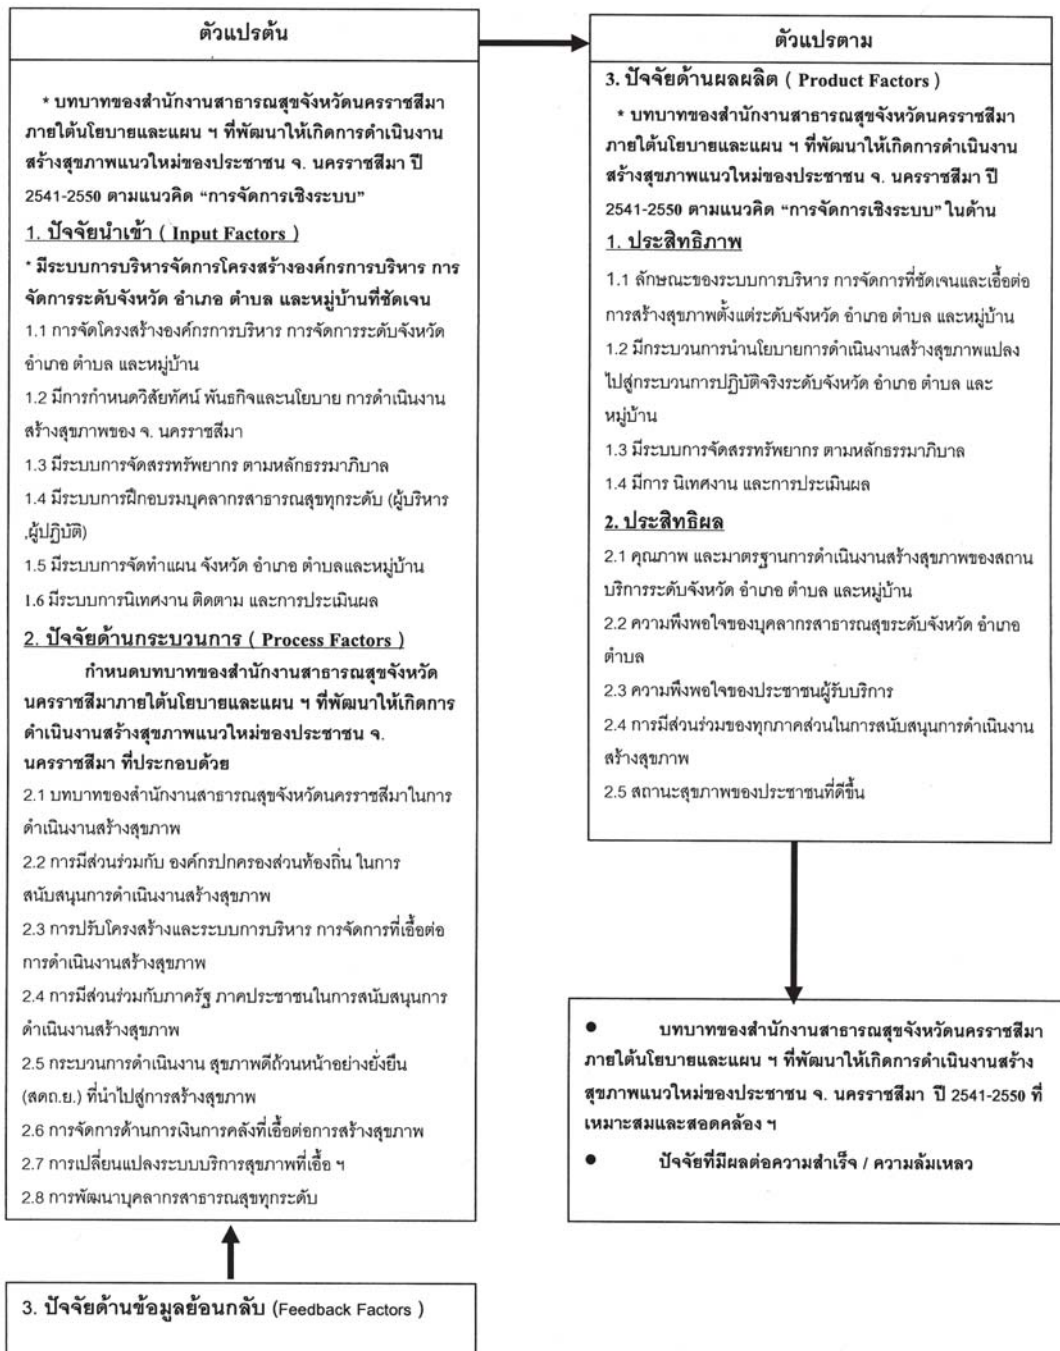 ตัวแปรต้น
* บทบาทของสำนักงานสาธารณสุขจังหวัดนครราชสีมา
ภายใต้นโยบายและแผน ฯ ที่พัฒนาให้เกิดการดำเนินงาน
สร้างสุขภาพแนวใหม่ของประชาชน จ. นครราชสีมา ปี
2541-2550 ตามแนวคิด “การจัดการเชิงระบบ”
1. ปัจจัยนำเข้า ( Input Factors )
* มีระบบการบริหารจัดการโครงสร้างองค์กรการบริหาร การ
จัดการระดับจังหวัด อำเภอ ตำบล และหมู่บ้านที่ชัดเจน
1.1 การจัดโครงสร้างองค์กรการบริหาร การจัดการระดับจังหวัด
อำเภอ ตำบล และหมู่บ้าน
1.2 มีการกำหนดวิสัยทัศน์ พันธกิจและนโยบาย การดำเนินงาน
สร้างสุขภาพของ จ. นครราชสีมา
1.3 มีระบบการจัดสรรทรัพยากร ตามหลักธรรมาภิบาล
1.4 มีระบบการฝึกอบรมบุคลากรสาธารณสุขทุกระดับ (ผู้บริหาร
,ผู้ปฏิบัติ)
1.5 มีระบบการจัดทำแผน จังหวัด อำเภอ ตำบลและหมู่บ้าน
1.6 มีระบบการนิเทศงาน ติดตาม และการประเมินผล
2. ปัจจัยด้านกระบวนการ ( Process Factors )
กำหนดบทบาทของสำนักงานสาธารณสุขจังหวัด
นครราชสีมาภายใต้นโยบายและแผน ฯ ที่พัฒนาให้เกิดการ
ดำเนินงานสร้างสุขภาพแนวใหม่ของประชาชน จ.
นครราชสีมา ที่ประกอบด้วย
2.1 บทบาทของสำนักงานสาธารณสุขจังหวัดนครราชสีมาในการ
ดำเนินงานสร้างสุขภาพ
2.2 การมีส่วนร่วมกับ องค์กรปกครองส่วนท้องถิ่น ในการ
สนับสนุนการดำเนินงานสร้างสุขภาพ
2.3 การปรับโครงสร้างและระบบการบริหาร การจัดการที่เอื้อต่อ
การดำเนินงานสร้างสุขภาพ
2.4 การมีส่วนร่วมกับภาครัฐ ภาคประชาชนในการสนับสนุนการ
ดำเนินงานสร้างสุขภาพ
2.5 กระบวนการดำเนินงาน สุขภาพดีถ้วนหน้าอย่างยั่งยืน
(สดถ.ย.) ที่นำไปสู่การสร้างสุขภาพ
2.6 การจัดการด้านการเงินการคลังที่เอื้อต่อการสร้างสุขภาพ
2.7 การเปลี่ยนแปลงระบบบริการสุขภาพที่เอื้อ ฯ
2.8 การพัฒนาบุคลากรสาธารณสุขทุกระดับ
3. ปัจจัยด้านข้อมูลย้อนกลับ (Feedback Factors )
ตัวแปรตาม
3. ปัจจัยด้านผลผลิต ( Product Factors )
* บทบาทของสำนักงานสาธารณสุขจังหวัดนครราชสีมา
ภายใต้นโยบายและแผน ฯ ที่พัฒนาให้เกิดการดำเนินงาน
สร้างสุขภาพแนวใหม่ของประชาชน จ. นครราชสีมา ปี
2541-2550 ตามแนวคิด “การจัดการเชิงระบบ” ในด้าน
1. ประสิทธิภาพ
1.1 ลักษณะของระบบการบริหาร การจัดการที่ชัดเจนและเอื้อต่อ
การสร้างสุขภาพตั้งแต่ระดับจังหวัด อำเภอ ตำบล และหมู่บ้าน
1.2 มีกระบวนการนำนโยบายการดำเนินงานสร้างสุขภาพแปลง
ไปสู่กระบวนการปฏิบัติจริงระดับจังหวัด อำเภอ ตำบล และ
หมู่บ้าน
1.3 มีระบบการจัดสรรทรัพยากร ตามหลักธรรมาภิบาล
1.4 มีการ นิเทศงาน และการประเมินผล
2. ประสิทธิผล
2.1 คุณภาพ และมาตรฐานการดำเนินงานสร้างสุขภาพของสถาน
บริการระดับจังหวัด อำเภอ ตำบล และหมู่บ้าน
2.2 ความพึงพอใจของบุคลากรสาธารณสุขระดับจังหวัด อำเภอ
ตำบล
2.3 ความพึงพอใจของประชาชนผู้รับบริการ
2.4 การมีส่วนร่วมของทุกภาคส่วนในการสนับสนุนการดำเนินงาน
สร้างสุขภาพ
2.5 สถานะสุขภาพของประชาชนที่ดีขึ้น
● บทบาทของสำนักงานสาธารณสุขจังหวัดนครราชสีมา
ภายใต้นโยบายและแผน ฯ ที่พัฒนาให้เกิดการดำเนินงานสร้าง
สุขภาพแนวใหม่ของประชาชน จ. นครราชสีมา ปี 2541-2550 ที่
เหมาะสมและสอดคล้อง ฯ
● ปัจจัยที่มีผลต่อความสำเร็จ / ความล้มเหลว